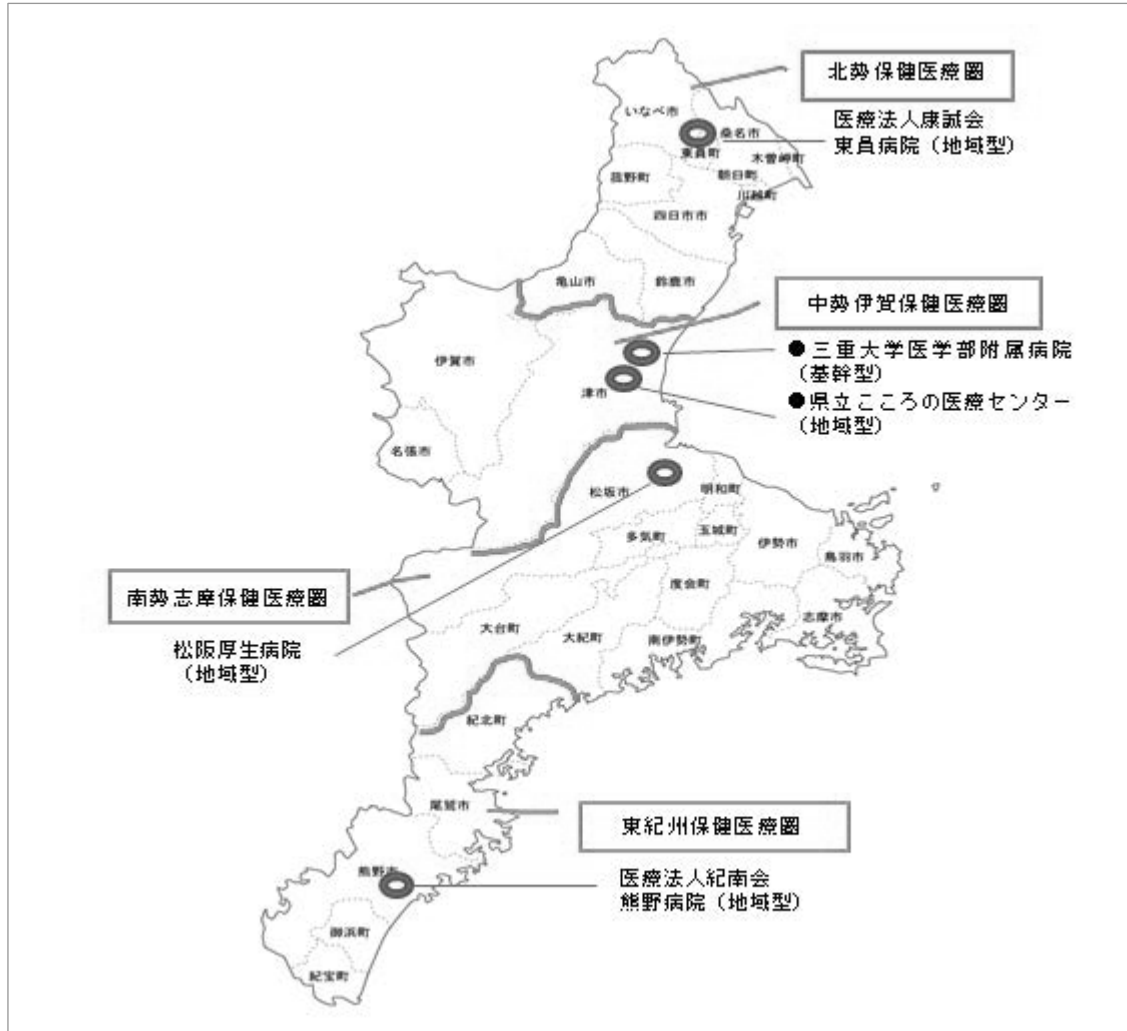 北勢保健医療圏
医療法人康誠会
東員病院（地域型）
いなべ市
桑名市
東員町
木曽岬町
朝日町
菰野町
川越町
四日市市
亀山市
鈴鹿市
中勢伊賀保健医療圏
●三重大学医学部附属病院
（基幹型）
●県立こころの医療センター
（地域型）
伊賀市
津市
名張市
松坂市
明和町
多気町
玉城町
伊勢市
鳥羽市
度会町
志摩市
南勢志摩保健医療圏
松阪厚生病院
（地域型）
大台町
大紀町
南伊勢町
紀北町
尾鷲市
東紀州保健医療圏
熊野市
医療法人紀南会
熊野病院（地域型）
御浜町
紀宝町